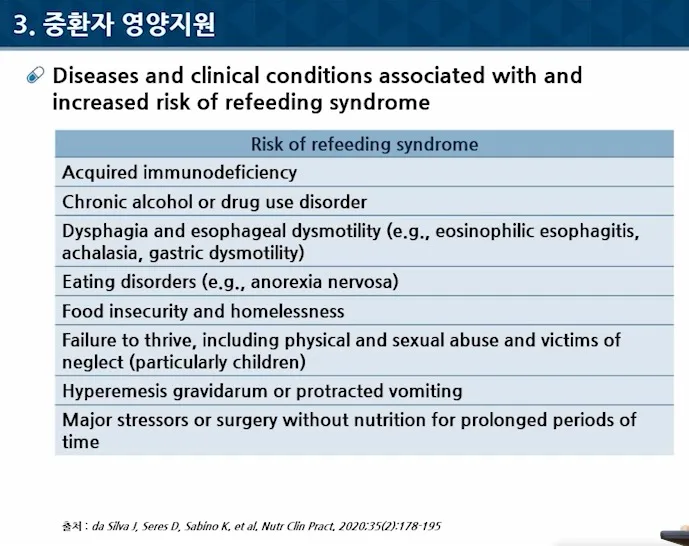 3. 중환자 영양지원
Diseases and clinical conditions associated with and
increased risk of refeeding syndrome
Risk of refeeding syndrome
Acquired immunodeficiency
Chronic alcohol or drug use disorder
Dysphagia and esophageal dysmotility (e.g., eosinophilic esophagitis,
achalasia, gastric dysmotility)
Eating disorders (e.g., anorexia nervosa)
Food insecurity and homelessness
Failure to thrive, including physical and sexual abuse and victims of
neglect (particularly children)
Hyperemesis gravidarum or protracted vomiting
Major stressors or surgery without nutrition for prolonged periods of
time
출처 : da Silva J, Seres D, Sabino K, et al, Nutr Clin Pract, 2020;35(2):178-195